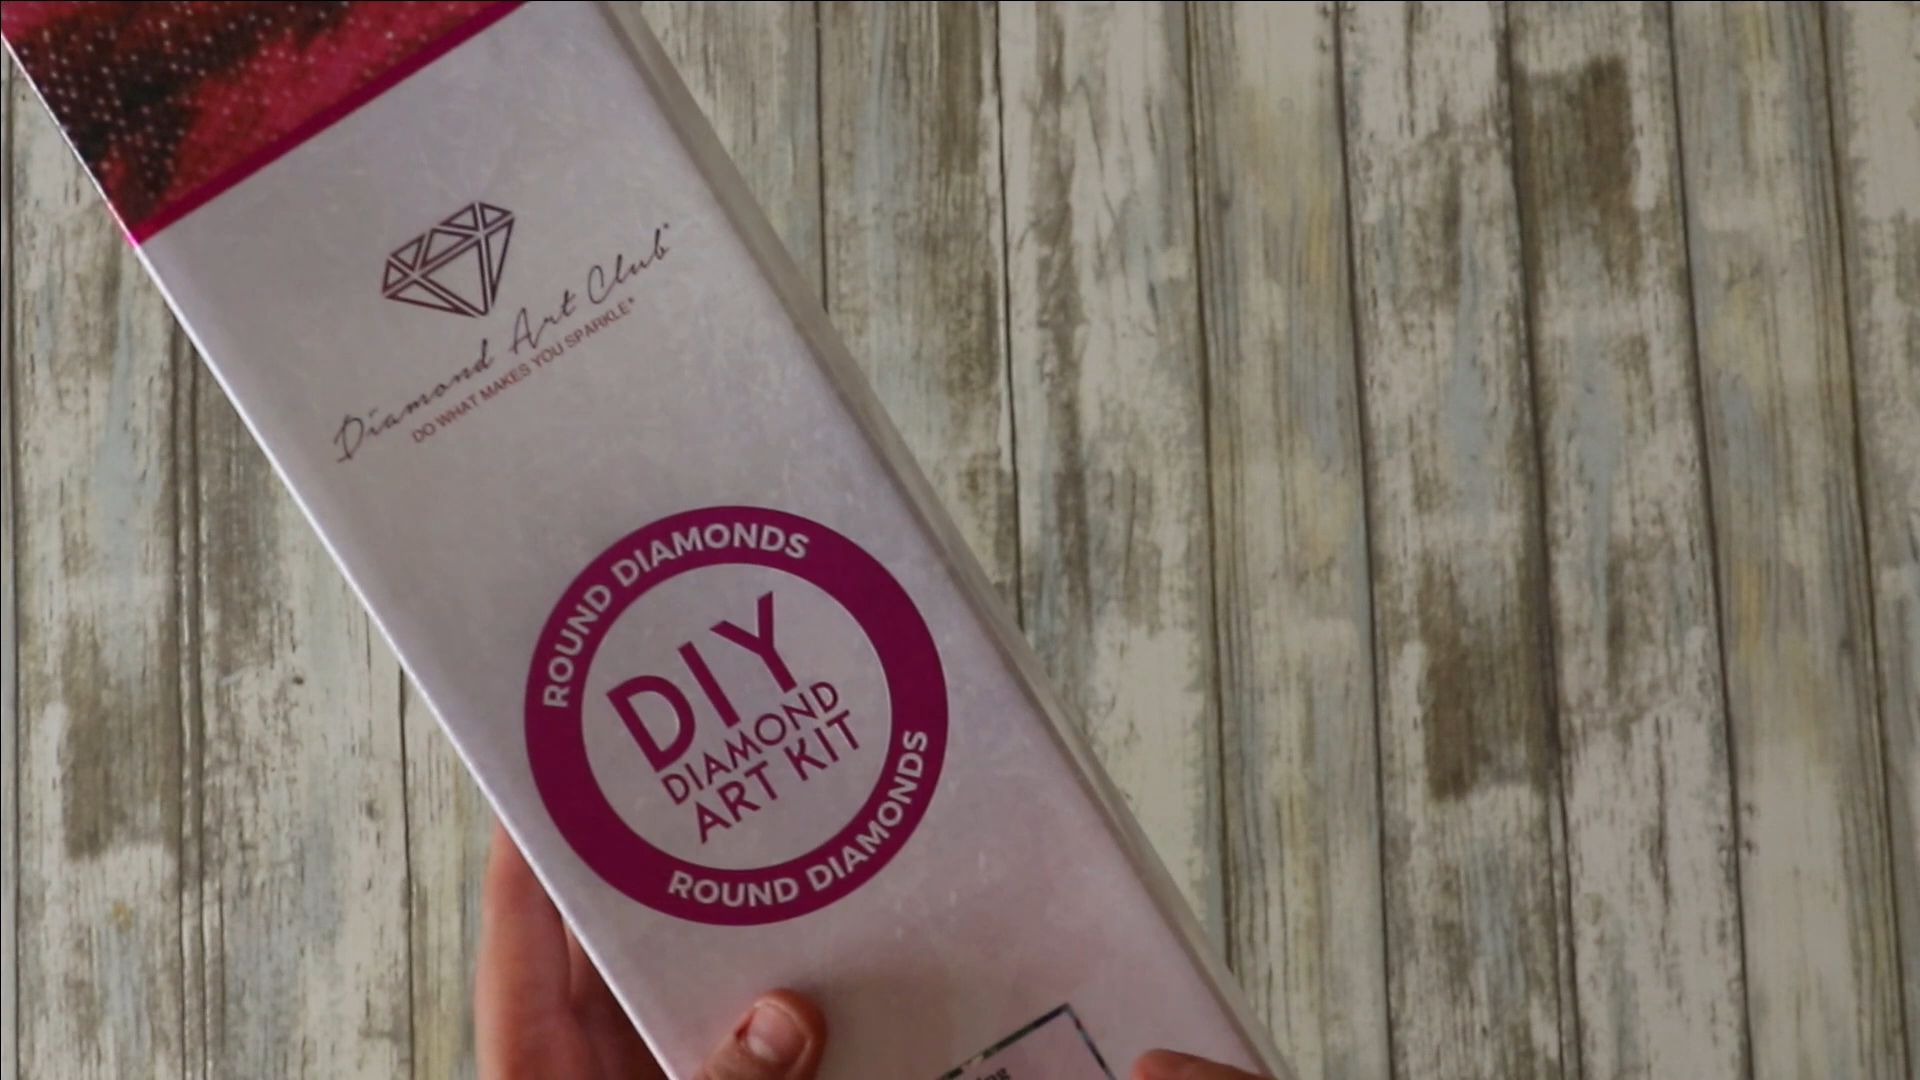 Diamond Art Club
DO WHAT MAKES YOU SPARKLE
ROUND DIAMONDS
DIY
DIAMOND
ART KIT
ROUND DIAMONDS